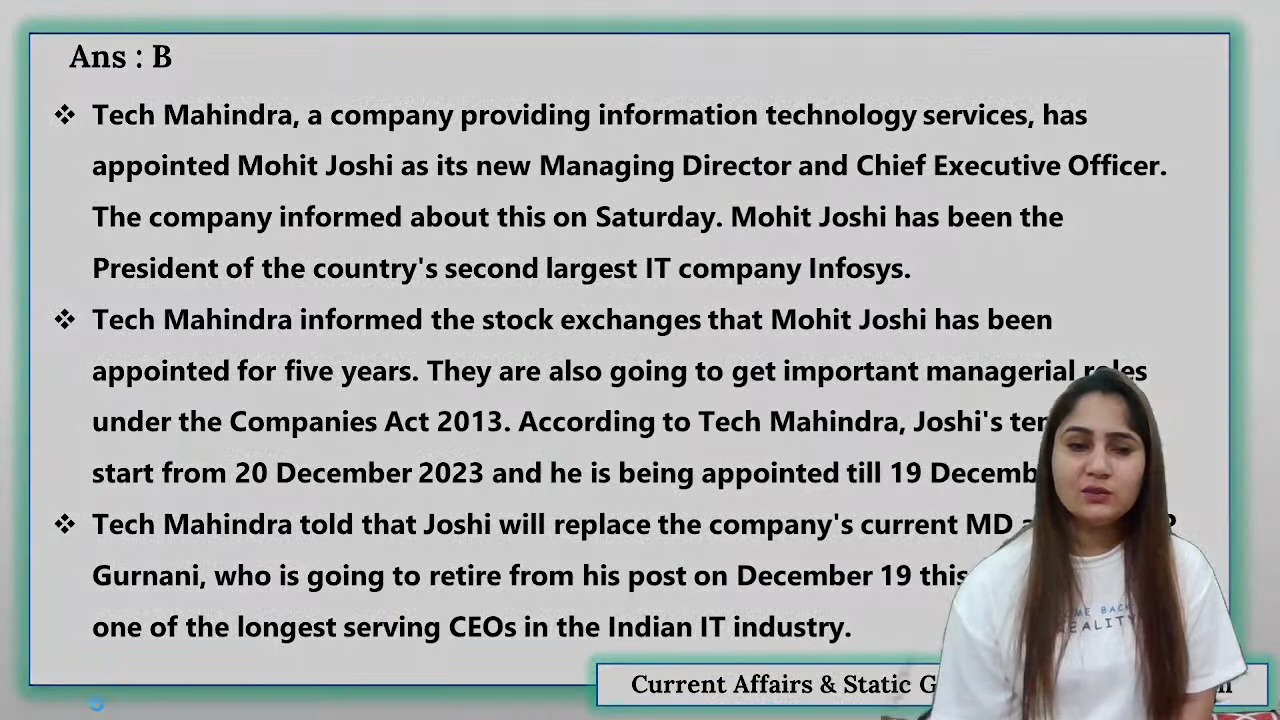 Ans : B
❖ Tech Mahindra, a company providing information technology services, has
appointed Mohit Joshi as its new Managing Director and Chief Executive Officer.
The company informed about this on Saturday. Mohit Joshi has been the
President of the country's second largest IT company Infosys.
❖ Tech Mahindra informed the stock exchanges that Mohit Joshi has been
appointed for five years. They are also going to get important managerial roles
under the Companies Act 2013. According to Tech Mahindra, Joshi's
start from 20 December 2023 and he is being appointed till 19
❖ Tech Mahindra told that Joshi will replace the company's current MD
Gurnani, who is going to retire from his post on December 19 this
one of the longest serving CEOs in the Indian IT industry.
Current Affairs & Static
BACK
REALITY